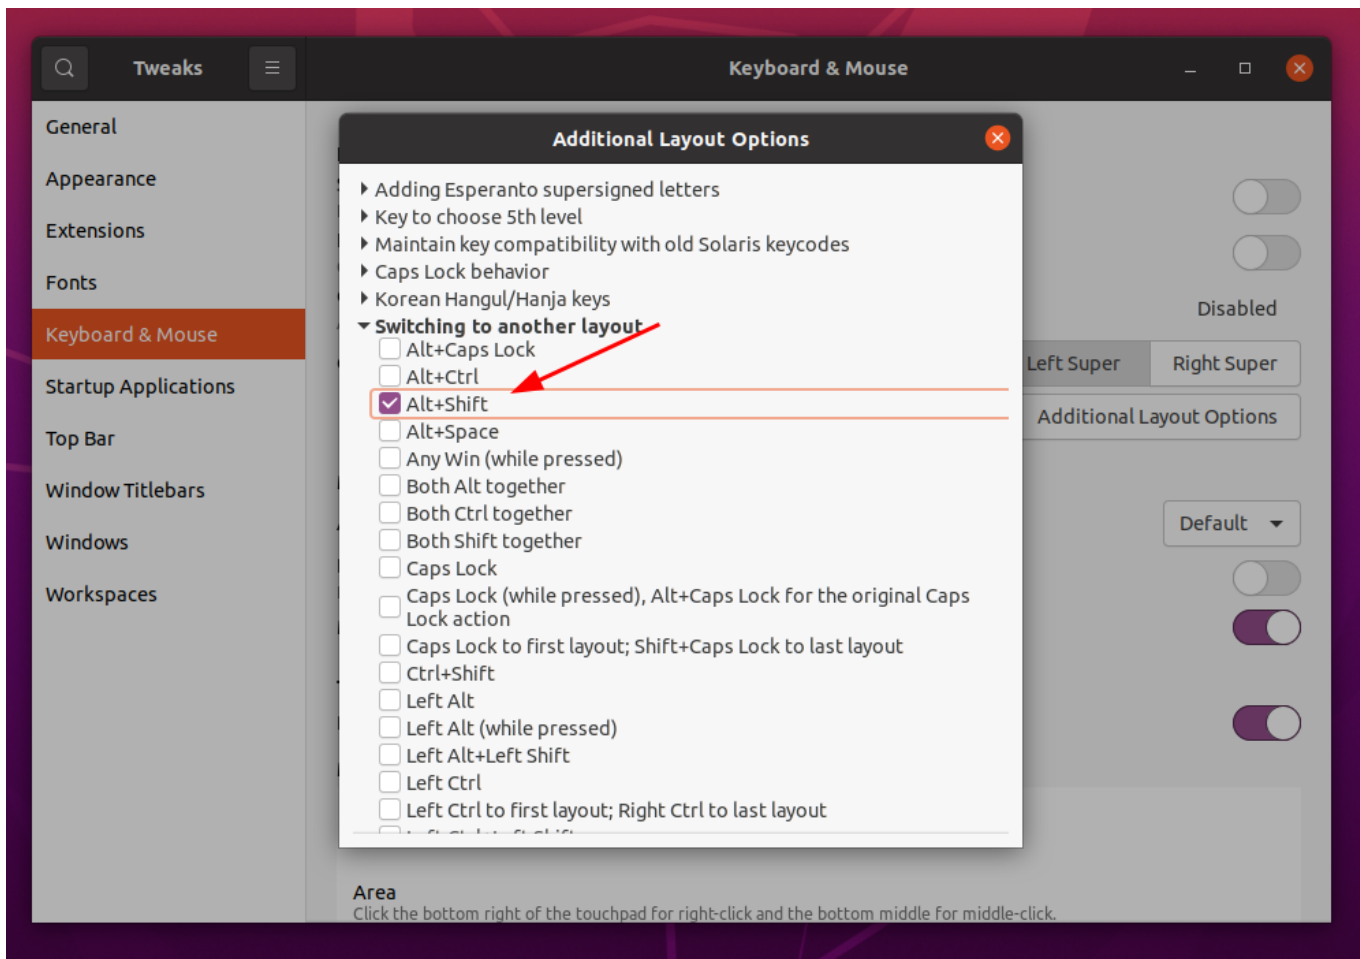 Tweaks
Keyboard & Mouse
General
Appearance
Extensions
Fonts
Keyboard & Mouse
Startup Applications
Top Bar
Window Titlebars
Windows
Workspaces
Additional Layout Options
Adding Esperanto supersigned letters
Key to choose 5th level
Maintain key compatibility with old Solaris keycodes
Caps Lock behavior
Korean Hangul/Hanja keys
Switching to another layout
Alt+Caps Lock
Alt+Ctrl
Alt+Shift
Alt+Space
Any Win (while pressed)
Both Alt together
Both Ctrl together
Both Shift together
Caps Lock
Caps Lock (while pressed), Alt+Caps Lock for the original Caps
Lock action
Caps Lock to first layout; Shift+Caps Lock to last layout
Ctrl+Shift
Left Alt
Left Alt (while pressed)
Left Alt+Left Shift
Left Ctrl
Left Ctrl to first layout; Right Ctrl to last layout
Disabled
Left Super
Right Super
Additional Layout Options
Default
Area
Click the bottom right of the touchpad for right-click and the bottom middle for middle-click.